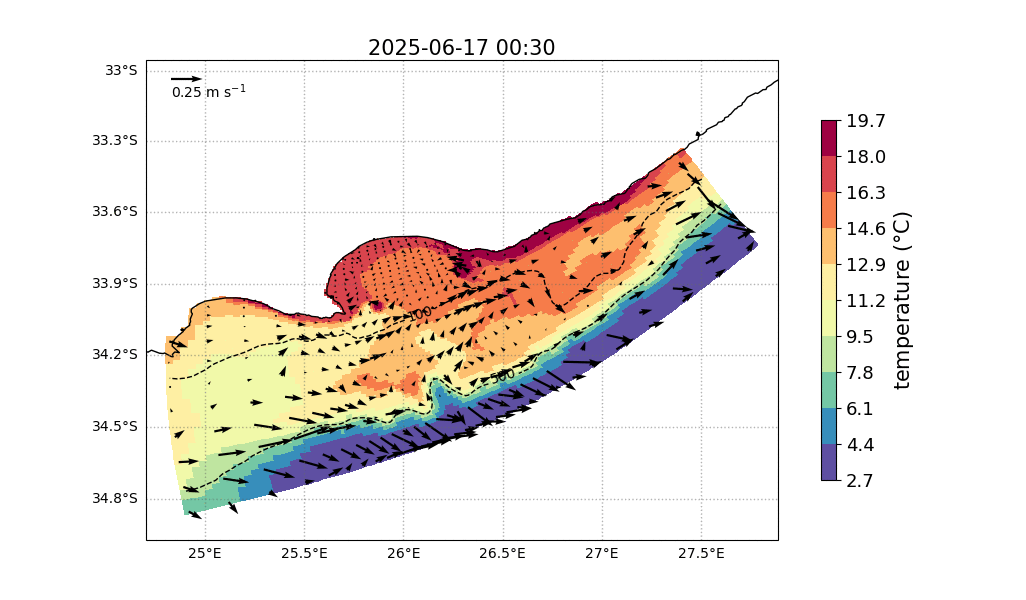 2025-06-17 00:30
0.25 m s⁻¹
33°S
33.3°S
33.6°S
33.9°S
34.2°S
34.5°S
34.8°S
25°E
25.5°E
26°E
26.5°E
27°E
27.5°E
100
500
19.7
18.0
16.3
14.6
12.9
11.2
9.5
7.8
6.1
4.4
2.7
temperature (°C)